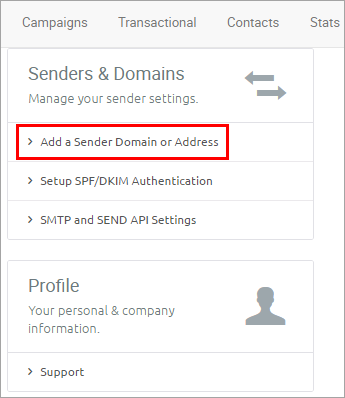 Campaigns Transactional Contacts Stats
Senders & Domains
Manage your sender settings.
Add a Sender Domain or Address
Setup SPF/DKIM Authentication
SMTP and SEND API Settings
Profile
Your personal & company
information.
Support